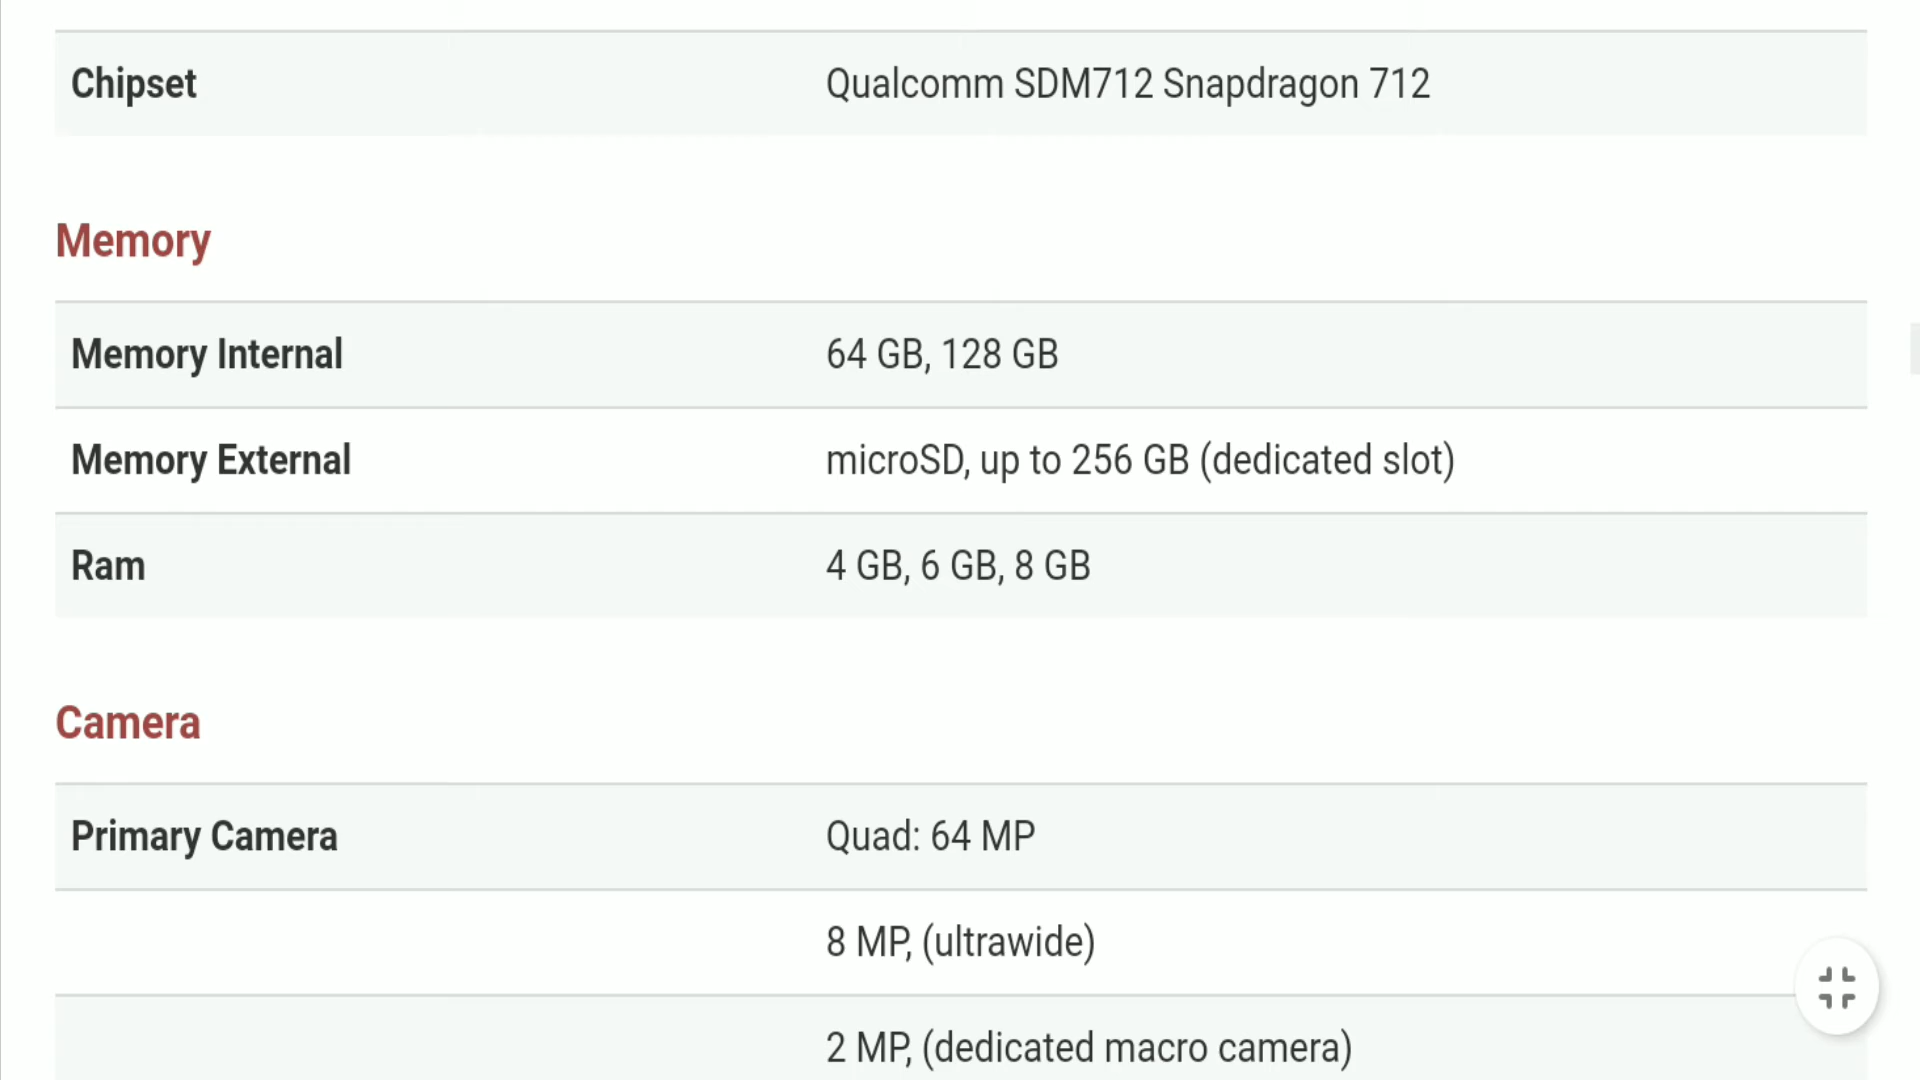 Chipset Qualcomm SDM712 Snapdragon 712
Memory
Memory Internal 64 GB, 128 GB
Memory External microSD, up to 256 GB (dedicated slot)
Ram 4 GB, 6 GB, 8 GB
Camera
Primary Camera Quad: 64 MP
8 MP, (ultrawide)
2 MP, (dedicated macro camera)